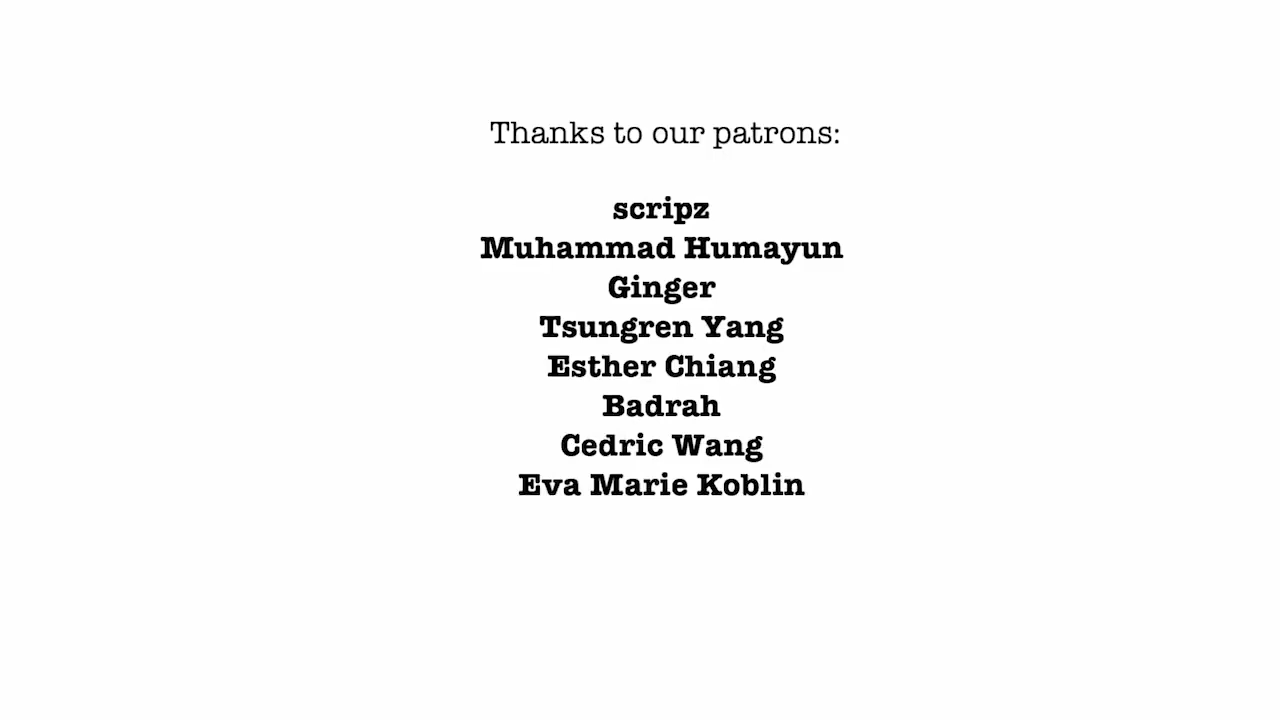 Thanks to our patrons:
scripz
Muhammad Humayun
Ginger
Tsungren Yang
Esther Chiang
Badrah
Cedric Wang
Eva Marie Koblin